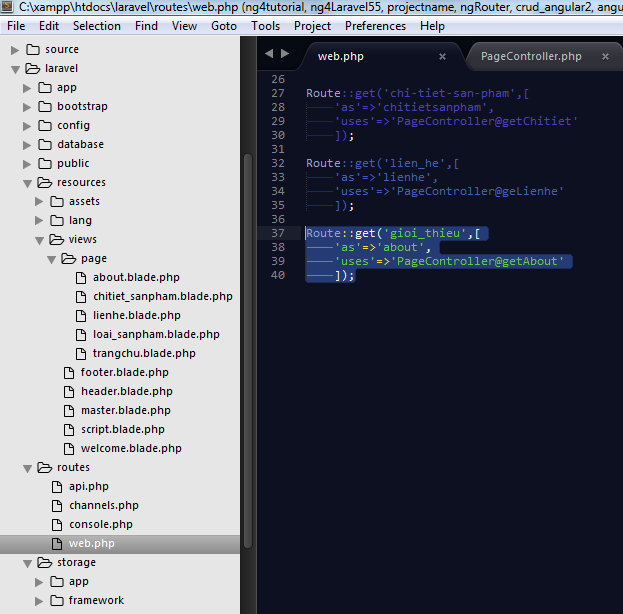 C:\xampp\htdocs\laravel\routes\web.php (ng4tutorial, ng4Laravel55, projectname, ngRouter, crud_angular2, angu
File Edit Selection Find View Goto Tools Project Preferences Help
source
laravel
app
bootstrap
config
database
public
resources
assets
lang
views
page
about.blade.php
chitiet_sanpham.blade.php
lienhe.blade.php
loai_sanpham.blade.php
trangchu.blade.php
footer.blade.php
header.blade.php
master.blade.php
script.blade.php
welcome.blade.php
routes
api.php
channels.php
console.php
web.php
storage
app
framework
web.php × PageController.php ×
26
27 Route::get('chi-tiet-san-pham',[
28 'as'=>'chitietsanpham',
29 'uses'=>'PageController@getChitiet'
30 ]);
31
32 Route::get('lien_he',[
33 'as'=>'lienhe',
34 'uses'=>'PageController@geLienhe'
35 ]);
36
37 Route::get('gioi_thieu',[
38 'as'=>'about',
39 'uses'=>'PageController@getAbout'
40 ]);